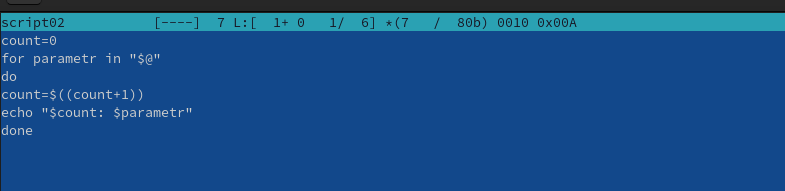 script02           [----]  7 L:[  1+ 0   1/  6] *(7   /  80b) 0010 0x00A
count=0
for parametr in "$@"
do
count=$((count+1))
echo "$count: $parametr"
done